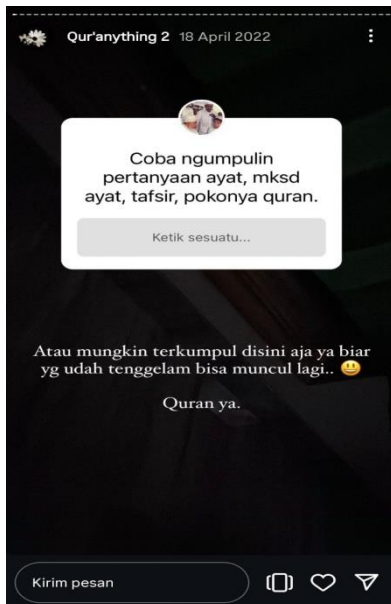 Qur'anything 2 18 April 2022
Coba ngumpulin
pertanyaan ayat, mksd
ayat, tafsir, pokonya quran.
Ketik sesuatu...
Atau mungkin terkumpul disini aja ya biar
yg udah tenggelam bisa muncul lagi.. 😃
Quran ya.
Kirim pesan